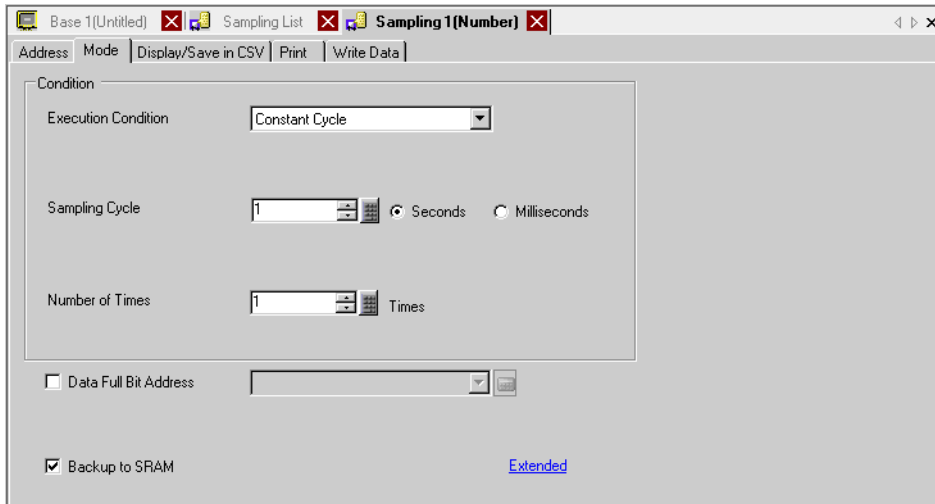 Base 1(Untitled) Sampling List Sampling 1(Number)
Address Mode Display/Save in CSV Print Write Data
Condition
Execution Condition Constant Cycle
Sampling Cycle 1 Seconds Milliseconds
Number of Times 1 Times
Data Full Bit Address
Backup to SRAM Extended